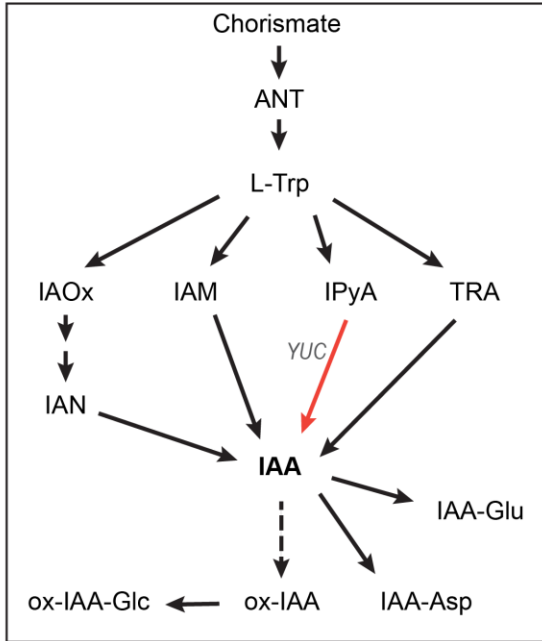 Chorismate
ANT
L-Trp
IAOx IAM IPyA TRA
YUC
IAN
IAA
IAA-Glu
ox-IAA-Glc ox-IAA IAA-Asp